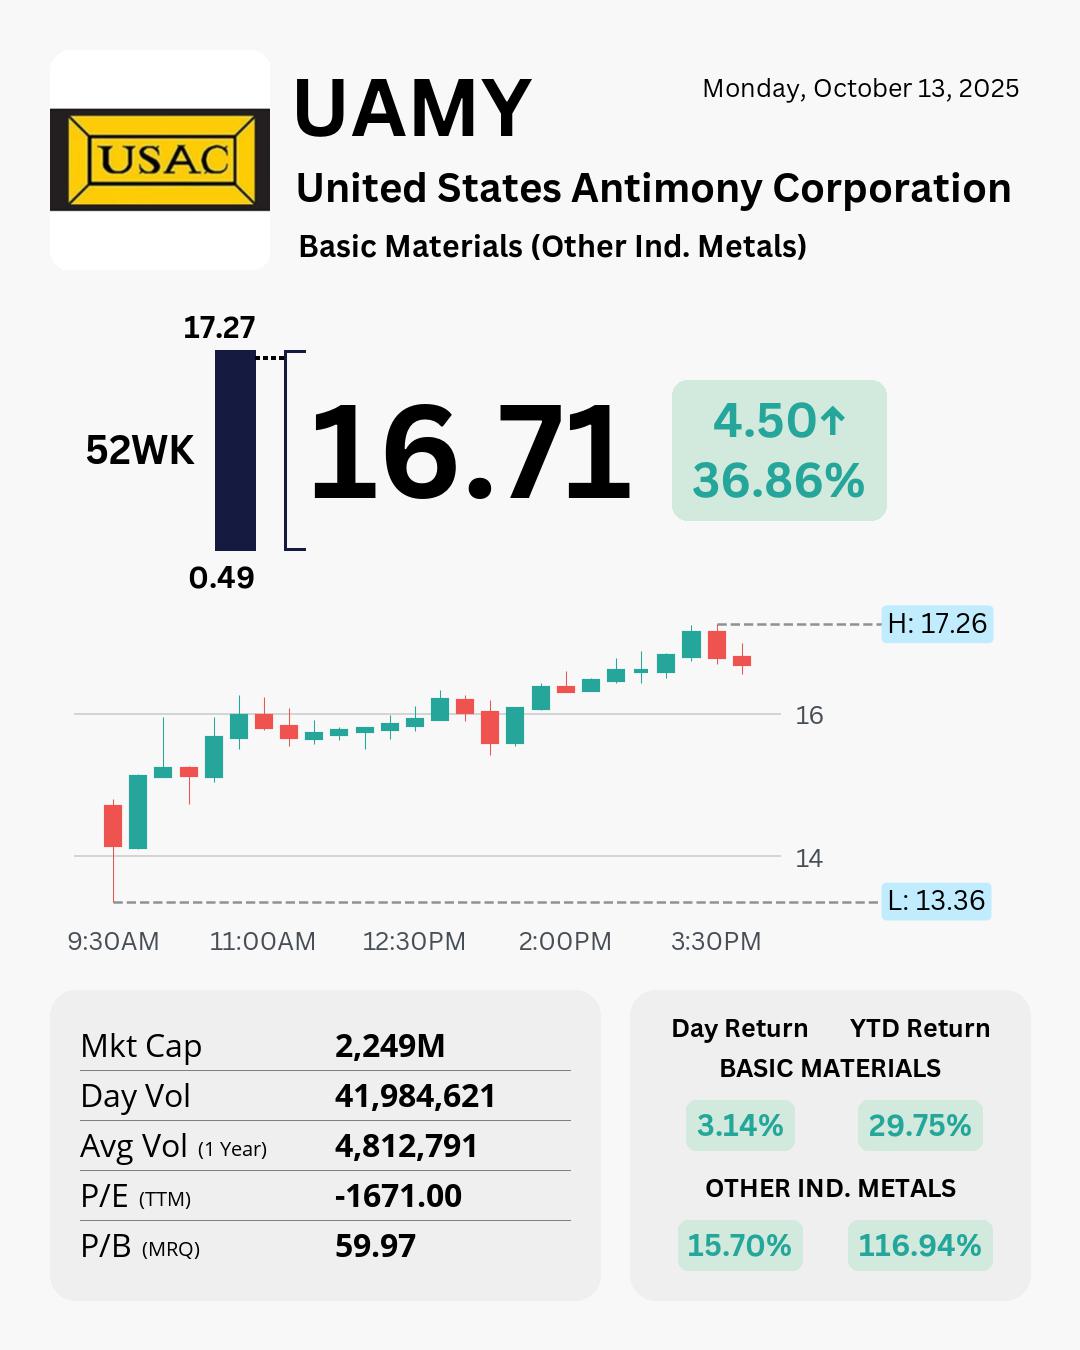 USAC
UAMY
Monday, October 13, 2025
United States Antimony Corporation
Basic Materials (Other Ind. Metals)
17.27
52WK
16.71
4.50↑
36.86%
0.49
H: 17.26
16
14
L: 13.36
9:30AM 11:00AM 12:30PM 2:00PM 3:30PM
Mkt Cap 2,249M
Day Vol 41,984,621
Avg Vol (1 Year) 4,812,791
P/E (TTM) -1671.00
P/B (MRQ) 59.97
Day Return YTD Return
BASIC MATERIALS
3.14% 29.75%
OTHER IND. METALS
15.70% 116.94%